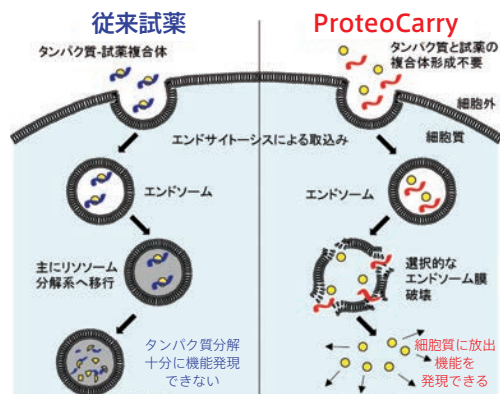 従来試薬
ProteoCarry
タンパク質-試薬複合体
タンパク質と試薬の
複合体形成不要
細胞外
細胞質
エンドサイトーシスによる取込み
エンドソーム
エンドソーム
主にリソソーム
分解系へ移行
選択的な
エンドソーム膜
破壊
タンパク質分解
十分に機能発現
できない
細胞質に放出
機能を
発現できる